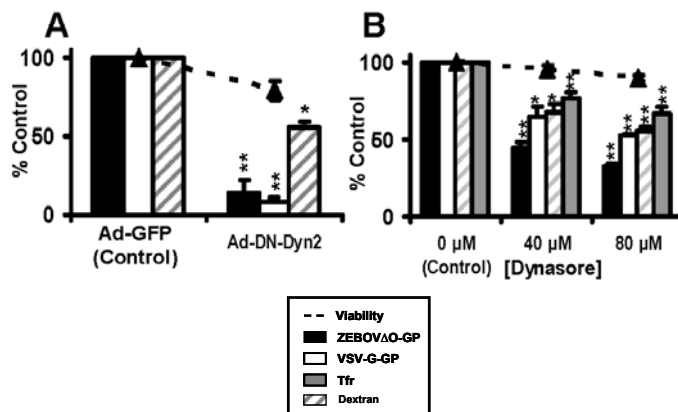 A
% Control
100
50
0
** ** *
Ad-GFP
(Control)
Ad-DN-Dyn2
B
% Control
100
50
0
** * * **
** ** ** **
0 µM
(Control)
40 µM
80 µM
[Dynasore]
Viability
ZEBOVΔO-GP
VSV-G-GP
Tfr
Dextran